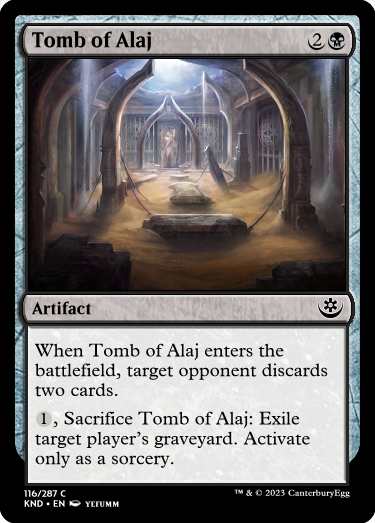 Tomb of Alaj 2
Artifact
When Tomb of Alaj enters the
battlefield, target opponent discards
two cards.
1, Sacrifice Tomb of Alaj: Exile
target player's graveyard. Activate
only as a sorcery.
116/287 C
KND • EN YEFUMM
™ & © 2023 CanterburyEgg